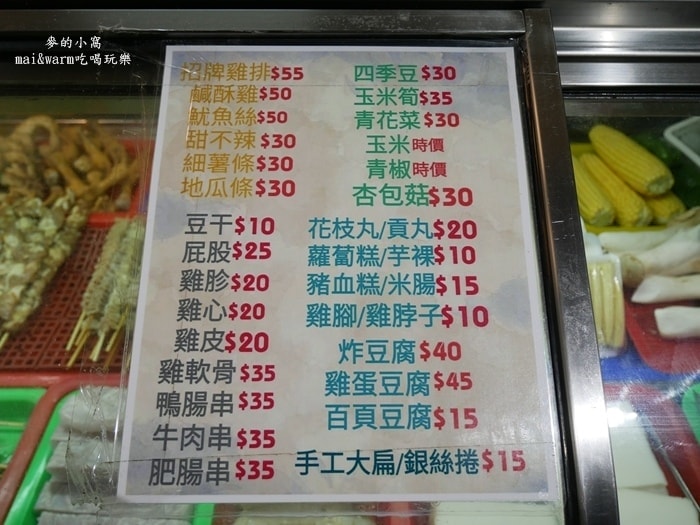 麥的小窩
mai&warm吃喝玩樂
招牌雞排$55
鹹酥雞$50
魷魚絲$50
甜不辣$30
細薯條$30
地瓜條$30
四季豆$30
玉米筍$35
青花菜$30
玉米時價
青椒時價
杏包菇$30
豆干$10
屁股$25
雞胗$20
雞心$20
雞皮$20
雞軟骨$35
鴨腸串$35
牛肉串$35
肥腸串$35
花枝丸/貢丸$20
蘿蔔糕/芋粿$10
豬血糕/米腸$15
雞腳/雞脖子$10
炸豆腐$40
雞蛋豆腐$45
百頁豆腐$15
手工大扁/銀絲捲$15